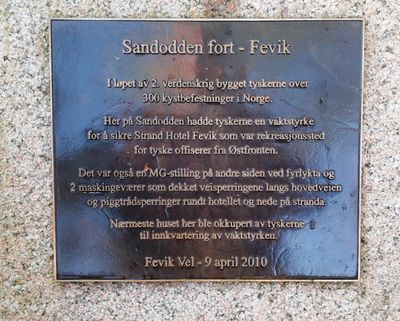 Sandodden fort - Fevik
I løpet av 2. verdenskrig bygget tyskerne over
300 kystbefestninger i Norge.
Her på Sandodden hadde tyskerne en vaktstyrke
for å sikre Strand Hotel Fevik som var rekreasjonssted
for tyske offiserer fra Østfronten.
Det var også en MG-stilling på andre siden ved fyrlykta og
2 maskingeværer som dekket veisperringene langs hovedveien
og piggtrådsperringer rundt hotellet og nede på stranda.
Nærmeste huset her ble okkupert av tyskerne
til innkvartering av vaktstyrken.
Fevik Vel - 9 april 2010